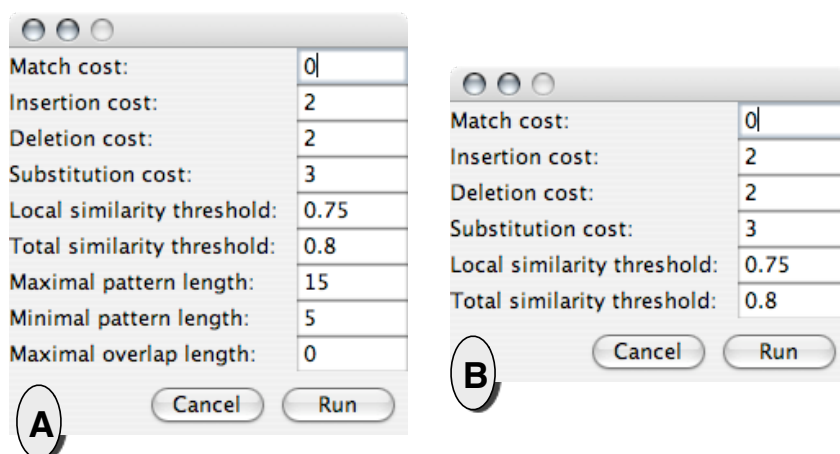 Match cost: 0
Insertion cost: 2
Deletion cost: 2
Substitution cost: 3
Local similarity threshold: 0.75
Total similarity threshold: 0.8
Maximal pattern length: 15
Minimal pattern length: 5
Maximal overlap length: 0
Cancel Run
A
Match cost: 0
Insertion cost: 2
Deletion cost: 2
Substitution cost: 3
Local similarity threshold: 0.75
Total similarity threshold: 0.8
Cancel Run
B